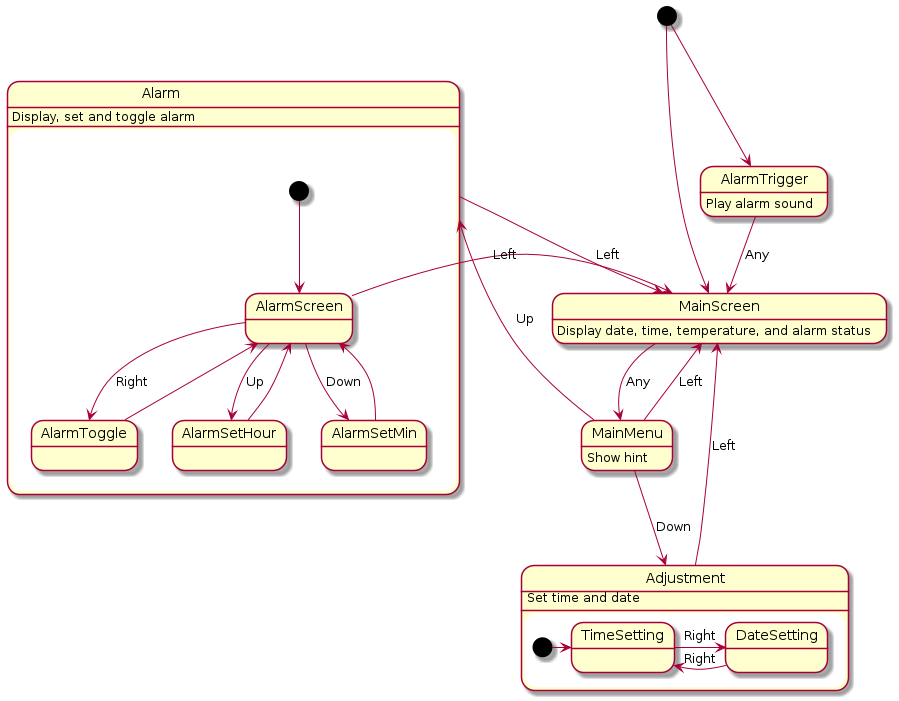 Alarm
Display, set and toggle alarm
AlarmTrigger
Play alarm sound
Any
Left
Left
AlarmScreen
MainScreen
Display date, time, temperature, and alarm status
Up
Right
Up
Down
Any
Left
AlarmToggle
AlarmSetHour
AlarmSetMin
MainMenu
Show hint
Left
Down
Adjustment
Set time and date
TimeSetting
Right
DateSetting
Right